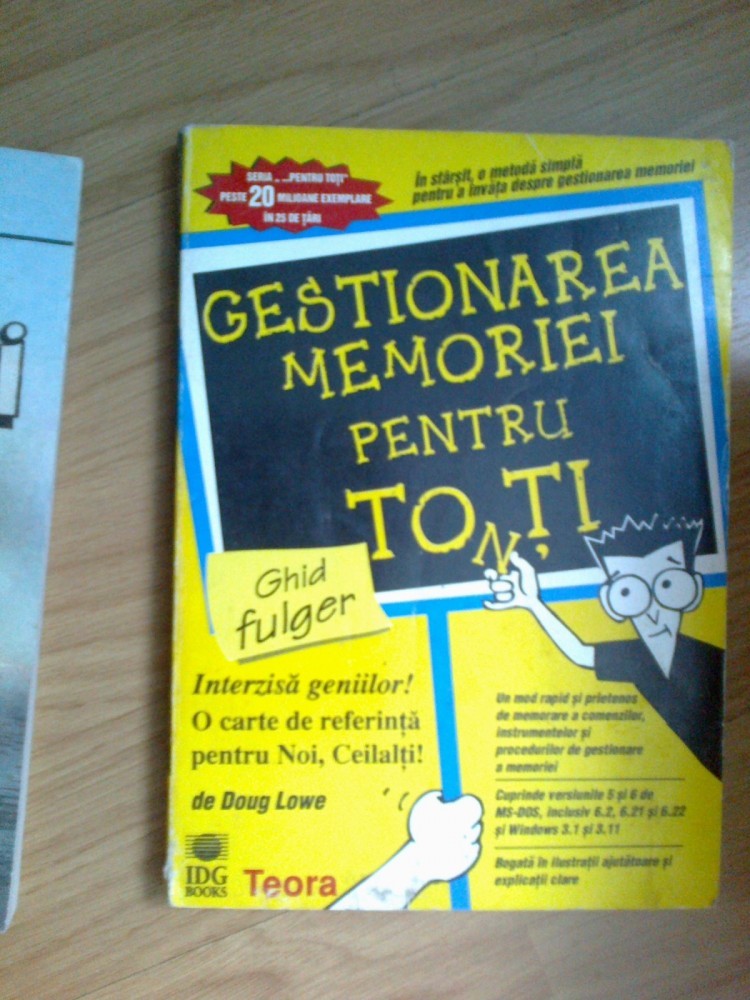 SERIA „ ...PENTRU TOȚI"
PESTE 20 MILIOANE EXEMPLARE
ÎN 25 DE ȚĂRI
În sfârșit, o metodă simplă
pentru a învăța despre gestionarea memoriei
GESTIONAREA
MEMORIEI
PENTRU
TONȚI
Ghid
fulger
Interzisă geniilor!
O carte de referință
pentru Noi, Ceilalți!
de Doug Lowe
Un mod rapid și prietenos
de memorare a comenzilor,
instrumentelor și
procedurilor de gestionare
a memoriei
Cuprinde versiunile 5 și 6 de
MS-DOS, inclusiv 6.2, 6.21 și 6.22
și Windows 3.1 și 3.11
Bogată în ilustrații ajutătoare și
explicații clare
IDG
BOOKS
Teora